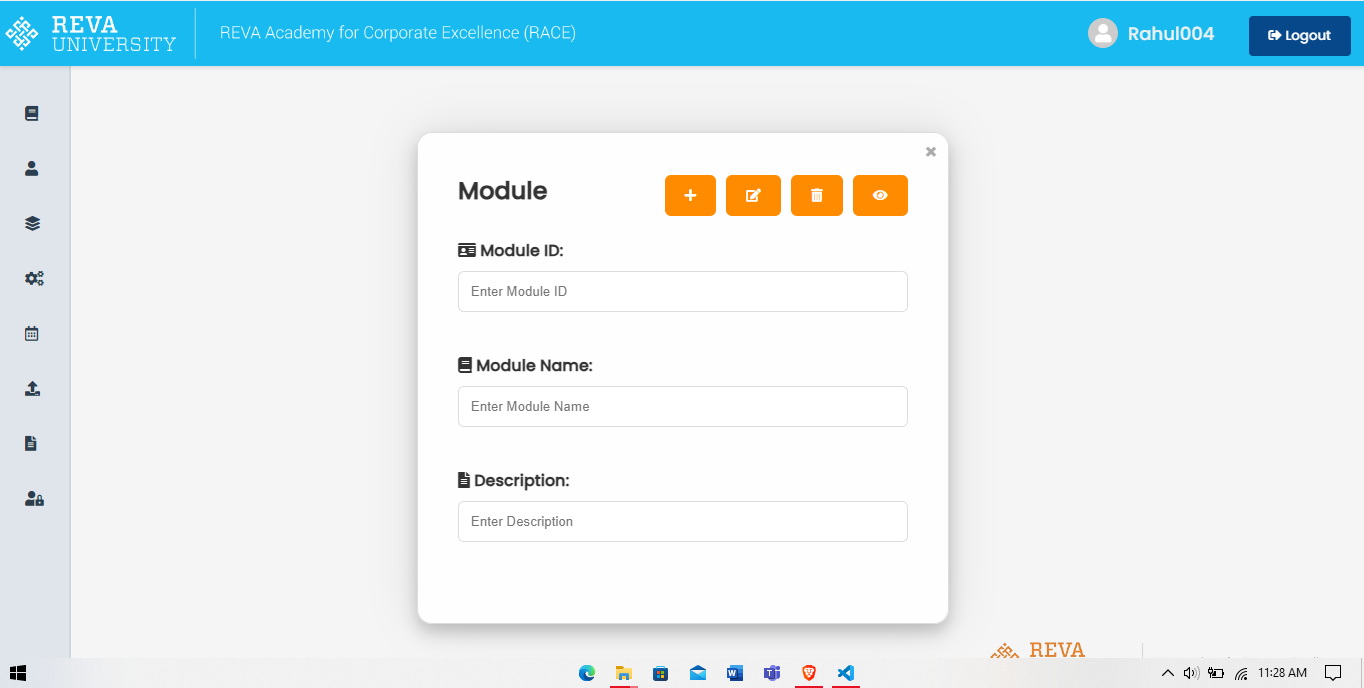 REVA
UNIVERSITY
REVA Academy for Corporate Excellence (RACE)
Rahul004
Logout
Module
Module ID:
Enter Module ID
Module Name:
Enter Module Name
Description:
Enter Description
REVA
11:28 AM